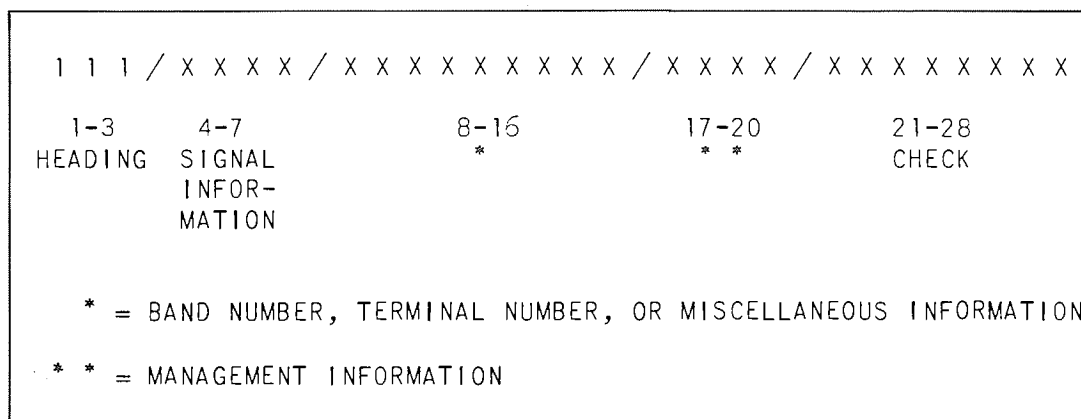 1 1 1 / X X X X / X X X X X X X X X / X X X X / X X X X X X X X
1-3 4-7 8-16 17-20 21-28
HEADING SIGNAL * * * CHECK
INFOR-
MATION
* = BAND NUMBER, TERMINAL NUMBER, OR MISCELLANEOUS INFORMATION
* * = MANAGEMENT INFORMATION